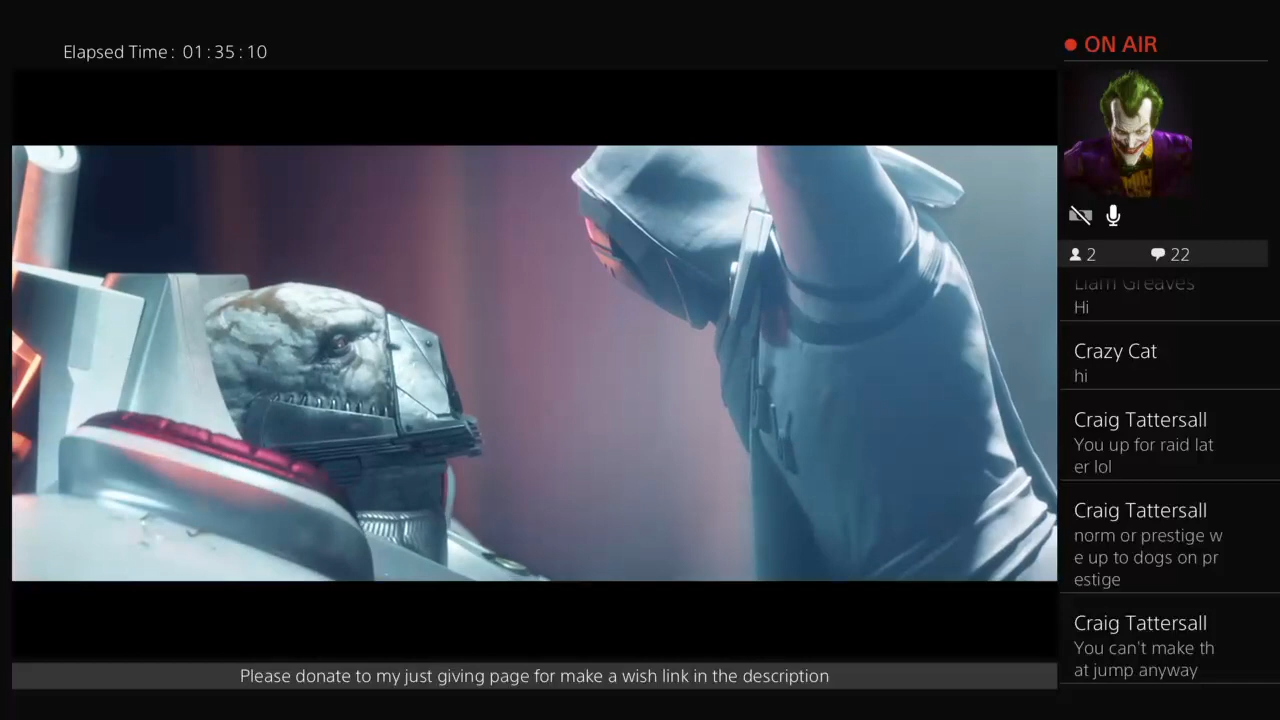 Elapsed Time: 01:35:10
ON AIR
2
22
Liam Greaves
Hi
Crazy Cat
hi
Craig Tattersall
You up for raid lat
er lol
Craig Tattersall
norm or prestige w
e up to dogs on pr
estige
Craig Tattersall
You can't make th
at jump anyway
Please donate to my just giving page for make a wish link in the description